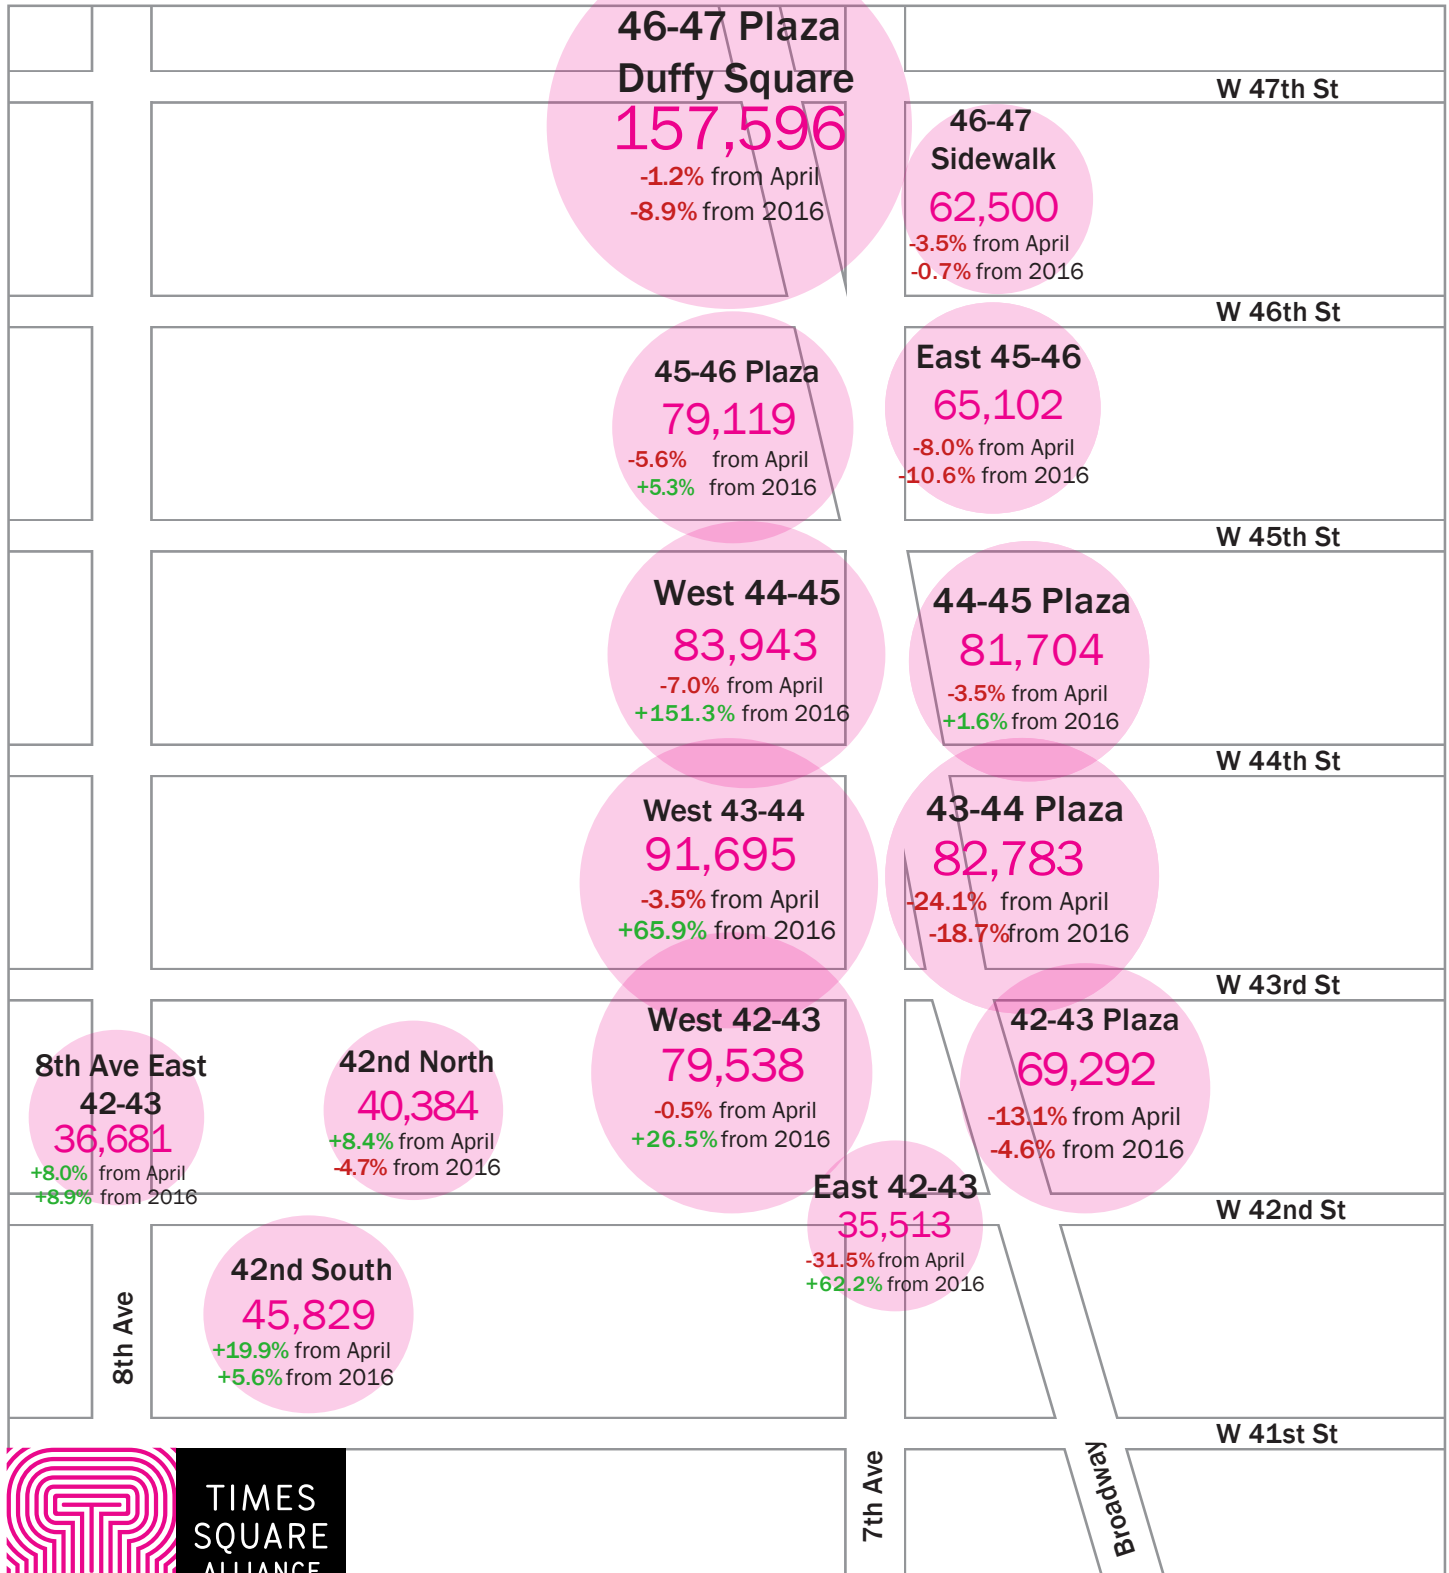 46-47 Plaza
Duffy Square
157,596
-1.2% from April
-8.9% from 2016
W 47th St
46-47
Sidewalk
62,500
-3.5% from April
-0.7% from 2016
W 46th St
45-46 Plaza
79,119
-5.6% from April
+5.3% from 2016
East 45-46
65,102
-8.0% from April
-10.6% from 2016
W 45th St
West 44-45
83,943
-7.0% from April
+151.3% from 2016
44-45 Plaza
81,704
-3.5% from April
+1.6% from 2016
W 44th St
West 43-44
91,695
-3.5% from April
+65.9% from 2016
43-44 Plaza
82,783
-24.1% from April
-18.7% from 2016
W 43rd St
8th Ave East
42-43
36,681
+8.0% from April
+8.9% from 2016
42nd North
40,384
+8.4% from April
-4.7% from 2016
West 42-43
79,538
-0.5% from April
+26.5% from 2016
42-43 Plaza
69,292
-13.1% from April
-4.6% from 2016
East 42-43
35,513
-31.5% from April
+62.2% from 2016
W 42nd St
42nd South
45,829
+19.9% from April
+5.6% from 2016
8th Ave
W 41st St
7th Ave
Broadway
TIMES
SQUARE
ALLIANCE